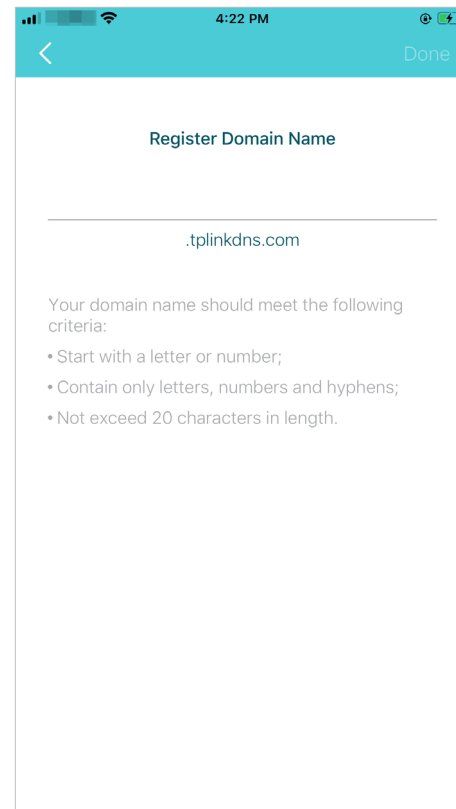 4:22 PM
Done
Register Domain Name
.tplinkdns.com
Your domain name should meet the following
criteria:
• Start with a letter or number;
• Contain only letters, numbers and hyphens;
• Not exceed 20 characters in length.